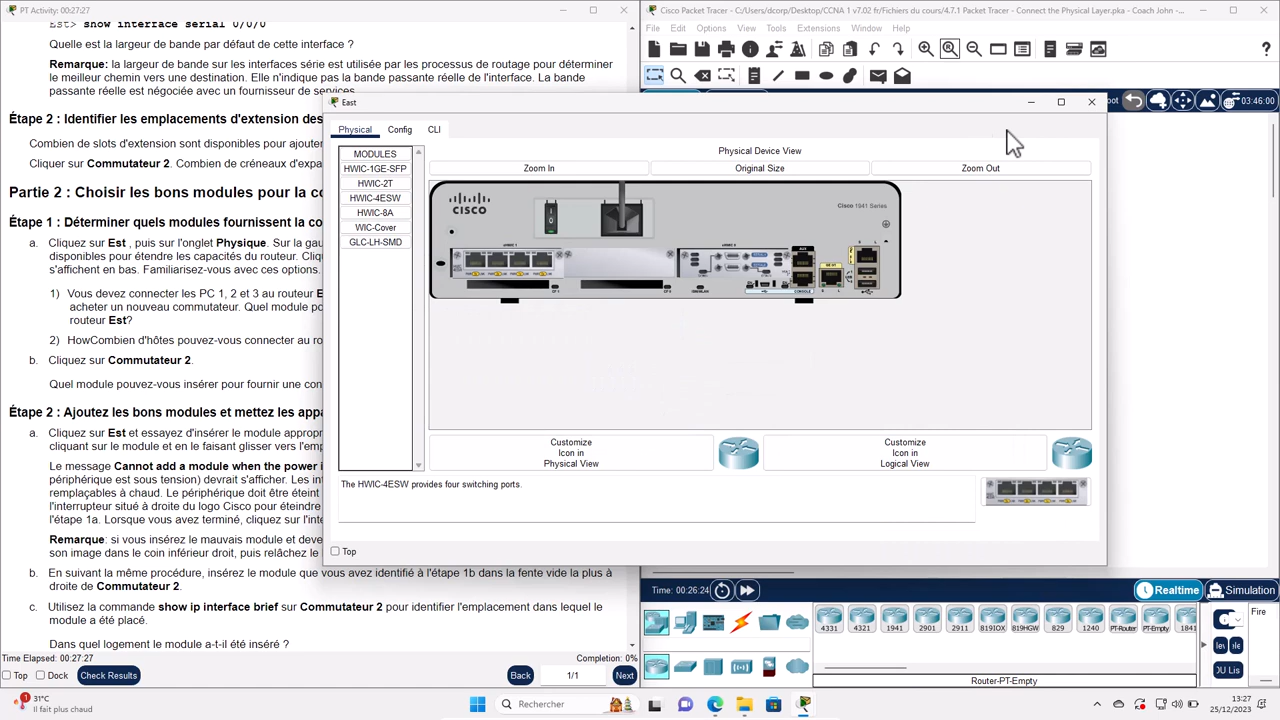 PT Activity: 00:27:27
Est> show interface serial 0/0/0
Quelle est la largeur de bande par défaut de cette interface ?
Remarque: la largeur de bande sur les interfaces série est utilisée par les processus de routage pour déterminer
le meilleur chemin vers une destination. Elle n'indique pas la bande passante réelle de l'interface. La bande
passante réelle est négociée avec un fournisseur de services.
Étape 2 : Identifier les emplacements d'extension des
Combien de slots d'extension sont disponibles pour ajouter
Cliquer sur Commutateur 2. Combien de créneaux d'expa
Partie 2 : Choisir les bons modules pour la co
Étape 1 : Déterminer quels modules fournissent la co
a. Cliquez sur Est , puis sur l'onglet Physique. Sur la gau
disponibles pour étendre les capacités du routeur.
s'affichent en bas. Familiarisez-vous avec ces options.
1) Vous devez connecter les PC 1, 2 et 3 au routeur E
acheter un nouveau commutateur. Quel module po
routeur Est?
2) HowCombien d'hôtes pouvez-vous connecter au ro
b. Cliquez sur Commutateur 2.
Quel module pouvez-vous insérer pour fournir une con
Étape 2 : Ajoutez les bons modules et mettez les appa
a. Cliquez sur Est et essayez d'insérer le module appropr
cliquant sur le module et en le faisant glisser vers l'emp
Le message Cannot add a module when the power i
périphérique est sous tension) devrait s'afficher. Les int
remplaçables à chaud. Le périphérique doit être éteint
l'interrupteur situé à droite du logo Cisco pour éteindre
l'étape 1a. Lorsque vous avez terminé, cliquez sur l'inte
Remarque: si vous insérez le mauvais module et deve
son image dans le coin inférieur droit, puis relâchez le
b. En suivant la même procédure, insérez le module que vous avez identifié à l'étape 1b dans la fente vide la plus à
droite de Commutateur 2.
c. Utilisez la commande show ip interface brief sur Commutateur 2 pour identifier l'emplacement dans lequel le
module a été placé.
Dans quel logement le module a-t-il été inséré ?
Time Elapsed: 00:27:27
Completion: 0%
Top
Dock
Check Results
Back
1/1
Next
Cisco Packet Tracer - C:/Users/dcorp/Desktop/CCNA 1 v7.02 fr/Fichiers du cours/4.7.1 Packet Tracer - Connect the Physical Layer.pka - Coach John -...
File Edit Options View Tools Extensions Window Help
oot
03:46:00
East
Physical
Config
CLI
MODULES
HWIC-1GE-SFP
HWIC-2T
HWIC-4ESW
HWIC-8A
WIC-Cover
GLC-LH-SMD
Physical Device View
Zoom In
Original Size
Zoom Out
CISCO
Cisco 1941 Series
AUX
CONSOLE
Customize
Icon in
Physical View
Customize
Icon in
Logical View
The HWIC-4ESW provides four switching ports.
Top
Time: 00:26:24
Realtime
Simulation
4331
4321
1941
2901
2911
819IOX
819HGW
829
1240
PT-Router
PT-Empty
1841
Fire
Router-PT-Empty
1
31°C
Il fait plus chaud
Rechercher
13:27
25/12/2023